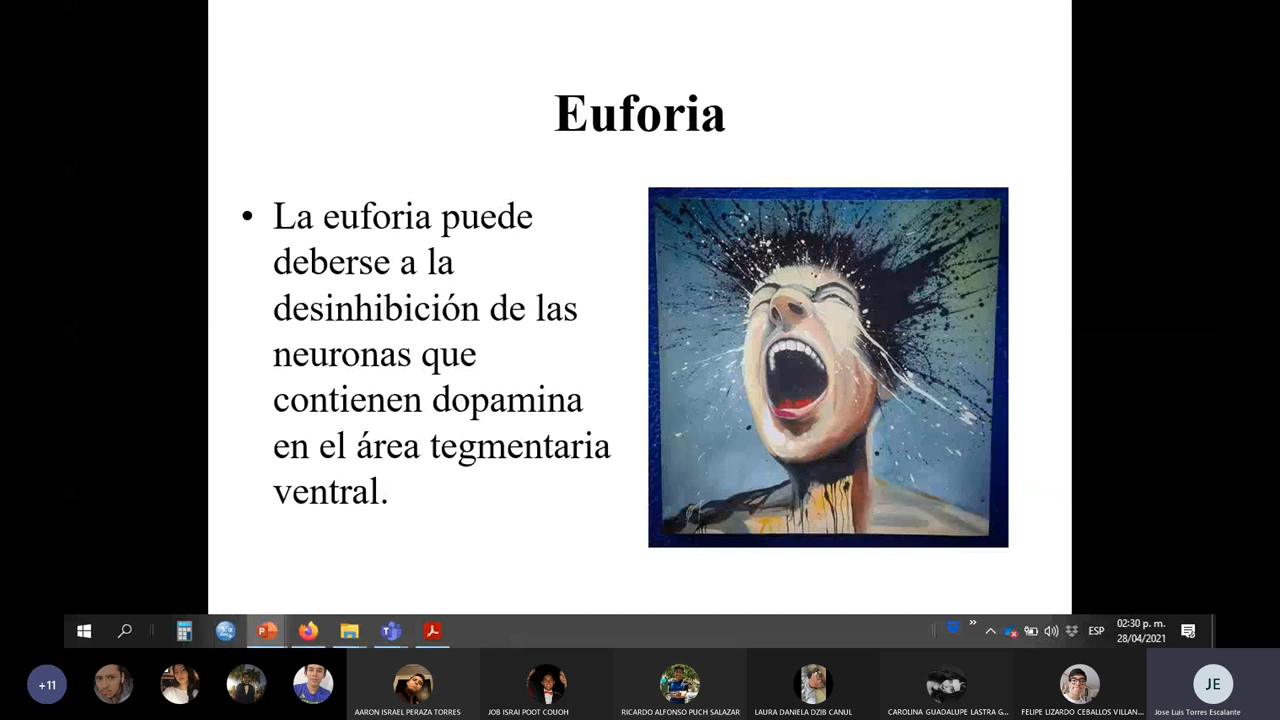 Euforia
• La euforia puede
deberse a la
desinhibición de las
neuronas que
contienen dopamina
en el área tegmentaria
ventral.
ESP
02:30 p. m.
28/04/2021
+11
AARON ISRAEL PERAZA TORRES
JOB ISRAI POOT COUOH
RICARDO ALFONSO PUCH SALAZAR
LAURA DANIELA DZIB CANUL
CAROLINA GUADALUPE LASTRA G...
FELIPE LIZARDO CEBALLOS VILLAN...
JE
Jose Luis Torres Escalante